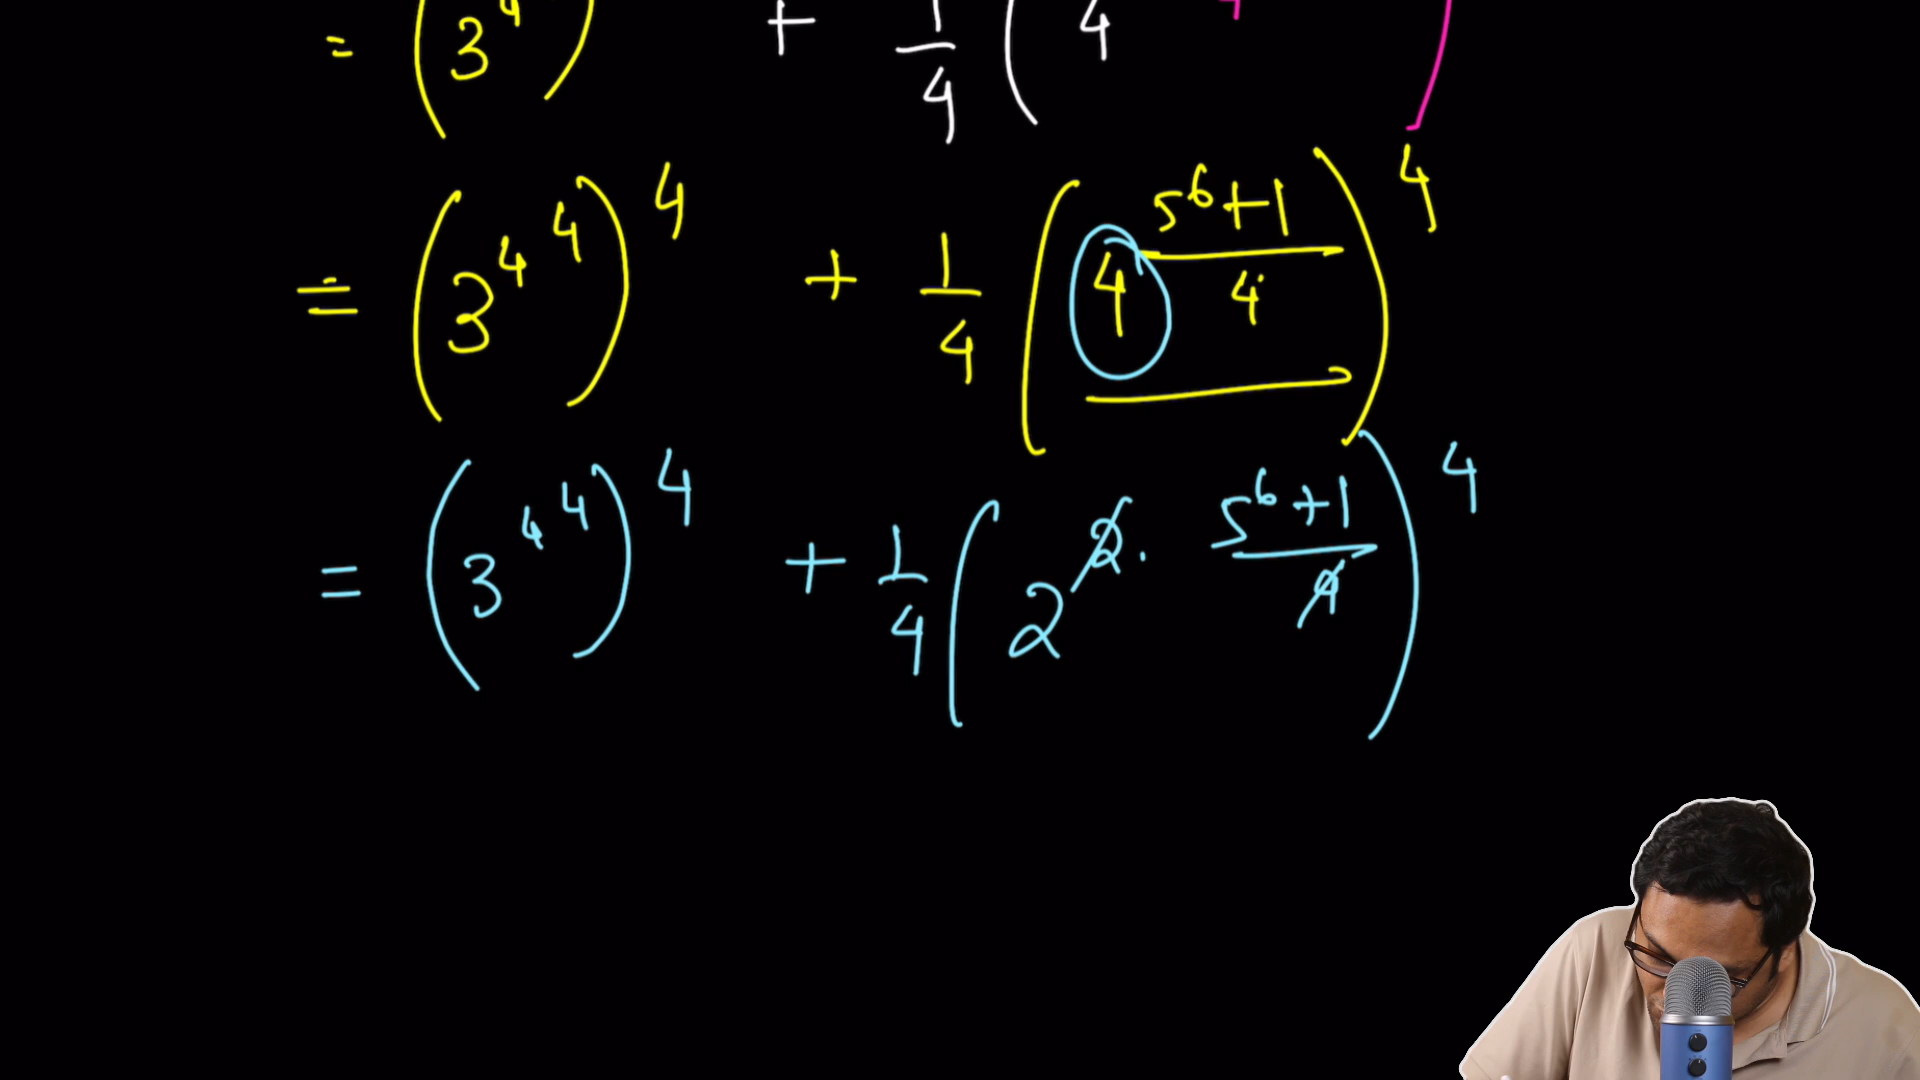 = (3^4) + 1/4 (4 4)
= (3^4^4)^4 + 1/4 (4^(5^6+1)/4)^4
= (3^4^4)^4 + 1/4 (2^2. (5^6+1)/4)^4